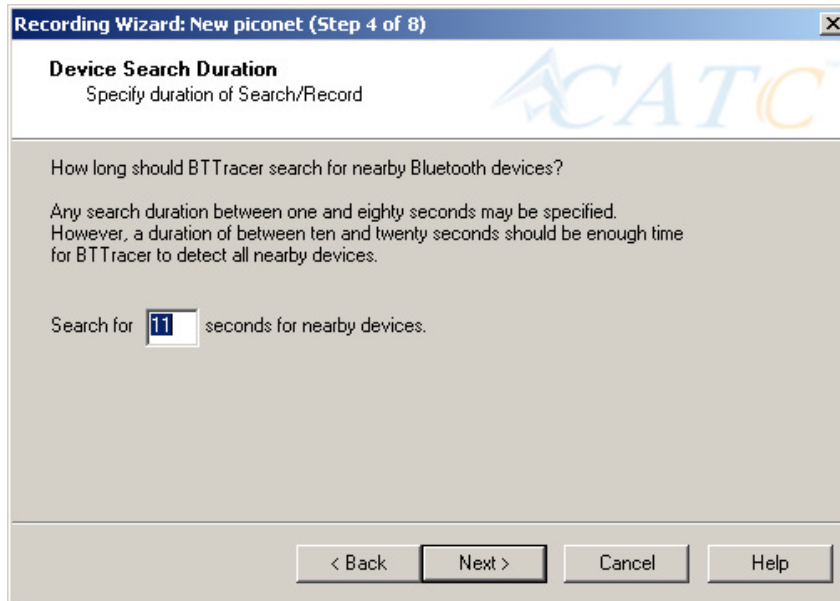 Recording Wizard: New piconet (Step 4 of 8)
Device Search Duration
Specify duration of Search/Record
CATC
How long should BTTracer search for nearby Bluetooth devices?
Any search duration between one and eighty seconds may be specified.
However, a duration of between ten and twenty seconds should be enough time
for BTTracer to detect all nearby devices.
Search for 11 seconds for nearby devices.
< Back Next > Cancel Help